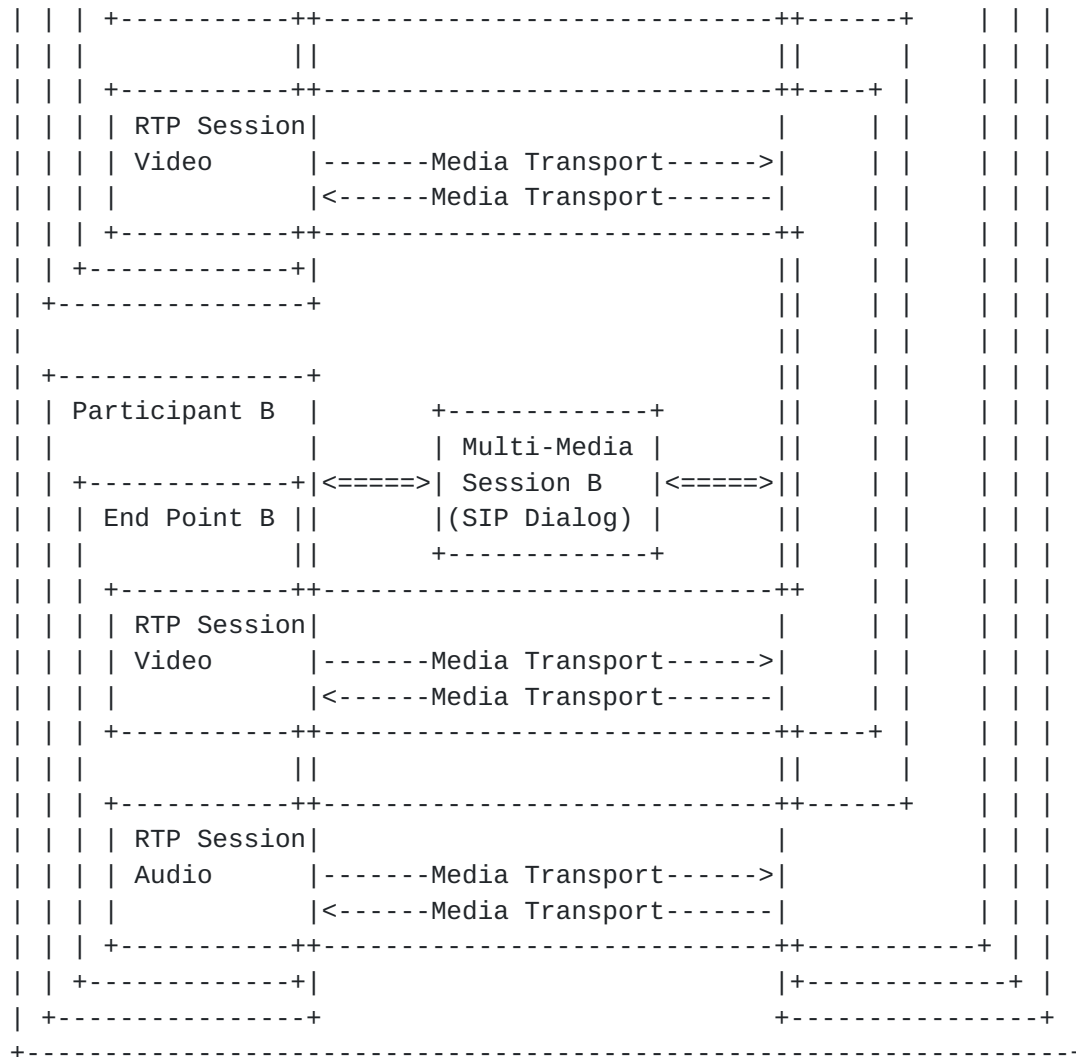 | | | +-----------++-----------------------------++------+    | | |
| | |             ||                             ||      |    | | |
| | | +-----------++-----------------------------++----+ |    | | |
| | | | RTP Session|                             |     | |    | | |
| | | | Video      |-------Media Transport------>|     | |    | | |
| | | |            |<------Media Transport-------|     | |    | | |
| | | +-----------++-----------------------------++    | |    | | |
| | +-------------+|                             ||    | |    | | |
| +----------------+                             ||    | |    | | |
|                                                ||    | |    | | |
| +----------------+                             ||    | |    | | |
| | Participant B  |       +-------------+       ||    | |    | | |
| |                |       | Multi-Media |       ||    | |    | | |
| | +-------------+|<=====>| Session B   |<=====>||    | |    | | |
| | | End Point B ||       |(SIP Dialog) |       ||    | |    | | |
| | |             ||       +-------------+       ||    | |    | | |
| | | +-----------++-----------------------------++    | |    | | |
| | | | RTP Session|                             |     | |    | | |
| | | | Video      |-------Media Transport------>|     | |    | | |
| | | |            |<------Media Transport-------|     | |    | | |
| | | +-----------++-----------------------------++----+ |    | | |
| | |             ||                             ||      |    | | |
| | | +-----------++-----------------------------++------+    | | |
| | | | RTP Session|                             |            | | |
| | | | Audio      |-------Media Transport------>|            | | |
| | | |            |<------Media Transport-------|            | | |
| | | +-----------++-----------------------------++-----------+ | |
| | +-------------+|                             |+-------------+ |
| +----------------+                             +----------------+
+-------------------------------------------------------------------+